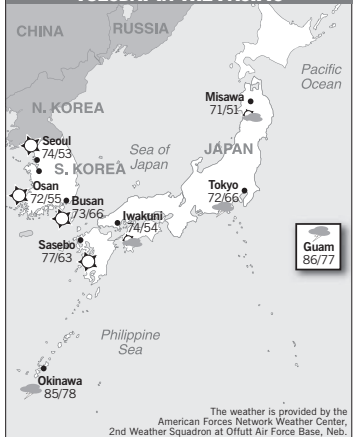 CHINA
RUSSIA
Pacific
Ocean
N. KOREA
Misawa
71/51
Seoul
74/53
Sea of
Japan
JAPAN
S. KOREA
Osan
72/55
Busan
73/66
Tokyo
72/66
Iwakuni
74/54
Sasebo
77/63
Guam
86/77
Philippine
Sea
Okinawa
85/78
The weather is provided by the
American Forces Network Weather Center,
2nd Weather Squadron at Offutt Air Force Base, Neb.